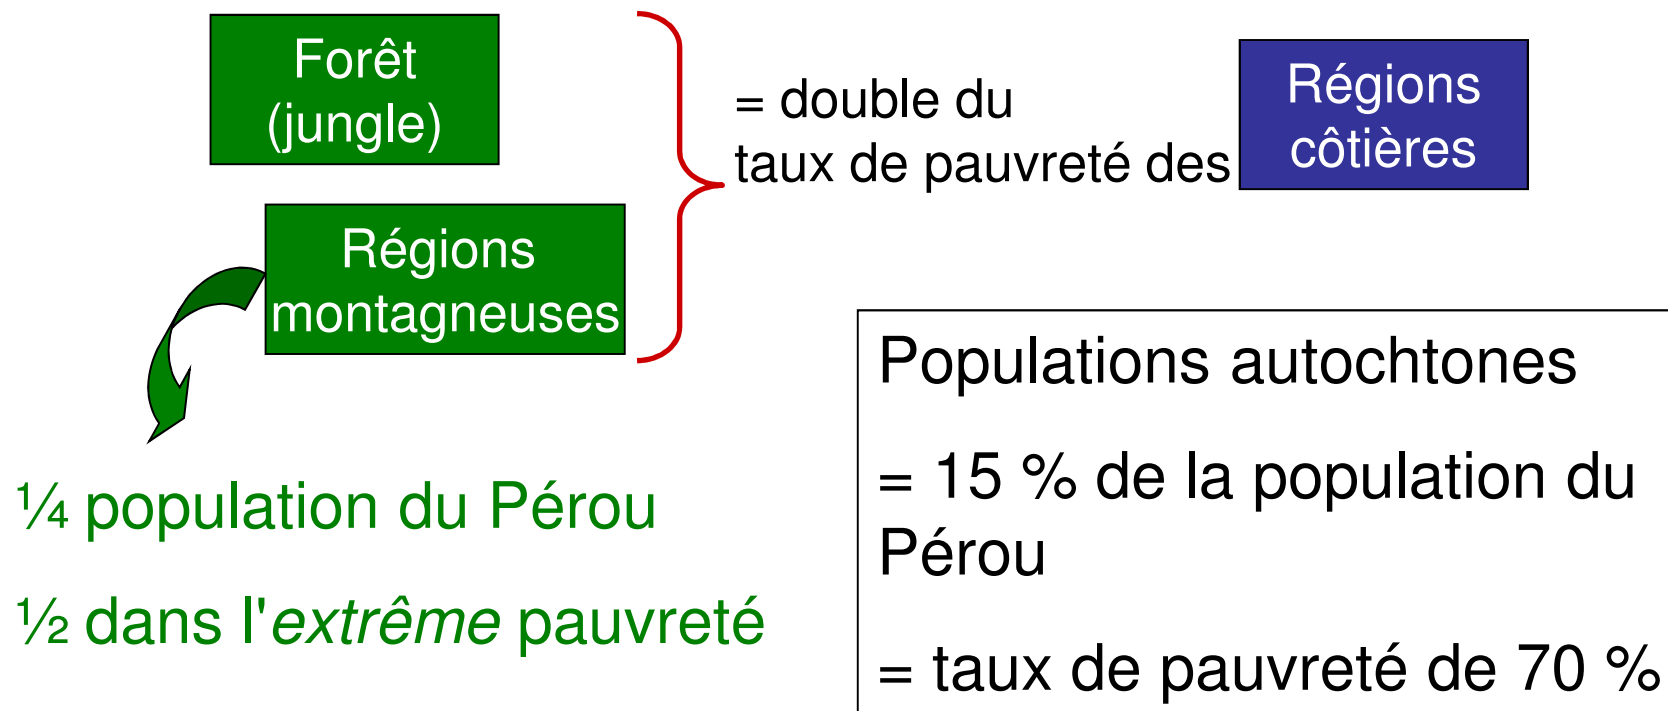 Forêt
(jungle)
= double du
taux de pauvreté des
Régions
côtières
Régions
montagneuses
¼ population du Pérou
½ dans l'extrême pauvreté
Populations autochtones
= 15 % de la population du
Pérou
= taux de pauvreté de 70 %